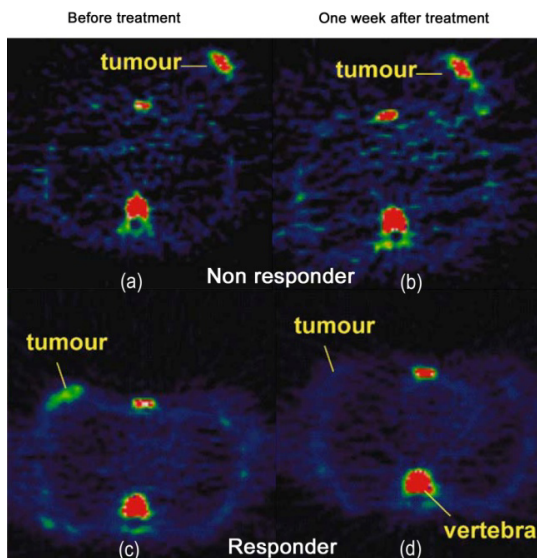 Before treatment
One week after treatment
tumour
tumour
(a)
Non responder
(b)
tumour
tumour
vertebra
(c)
Responder
(d)